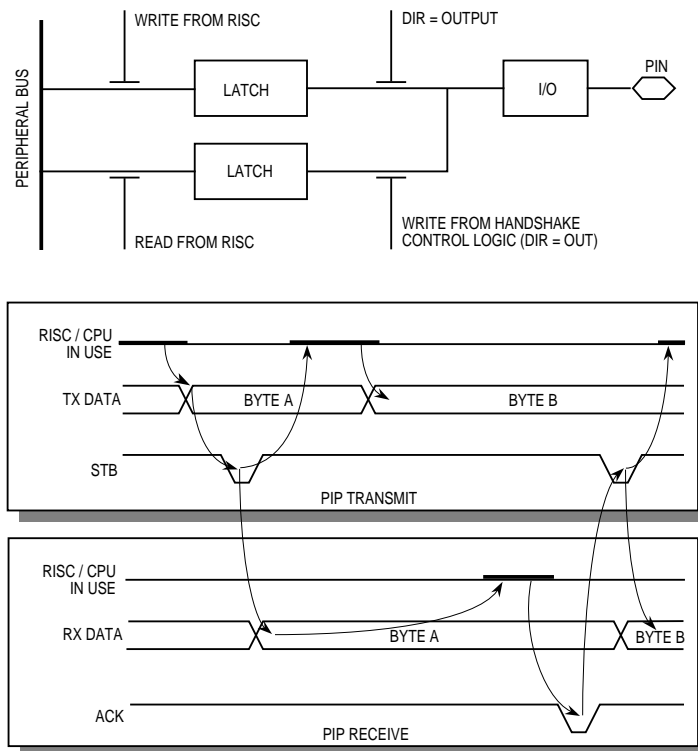 WRITE FROM RISC
DIR = OUTPUT
PERIPHERAL BUS
LATCH
I/O
PIN
LATCH
READ FROM RISC
WRITE FROM HANDSHAKE
CONTROL LOGIC (DIR = OUT)
RISC / CPU
IN USE
TX DATA
BYTE A
BYTE B
STB
PIP TRANSMIT
RISC / CPU
IN USE
RX DATA
BYTE A
BYTE B
ACK
PIP RECEIVE